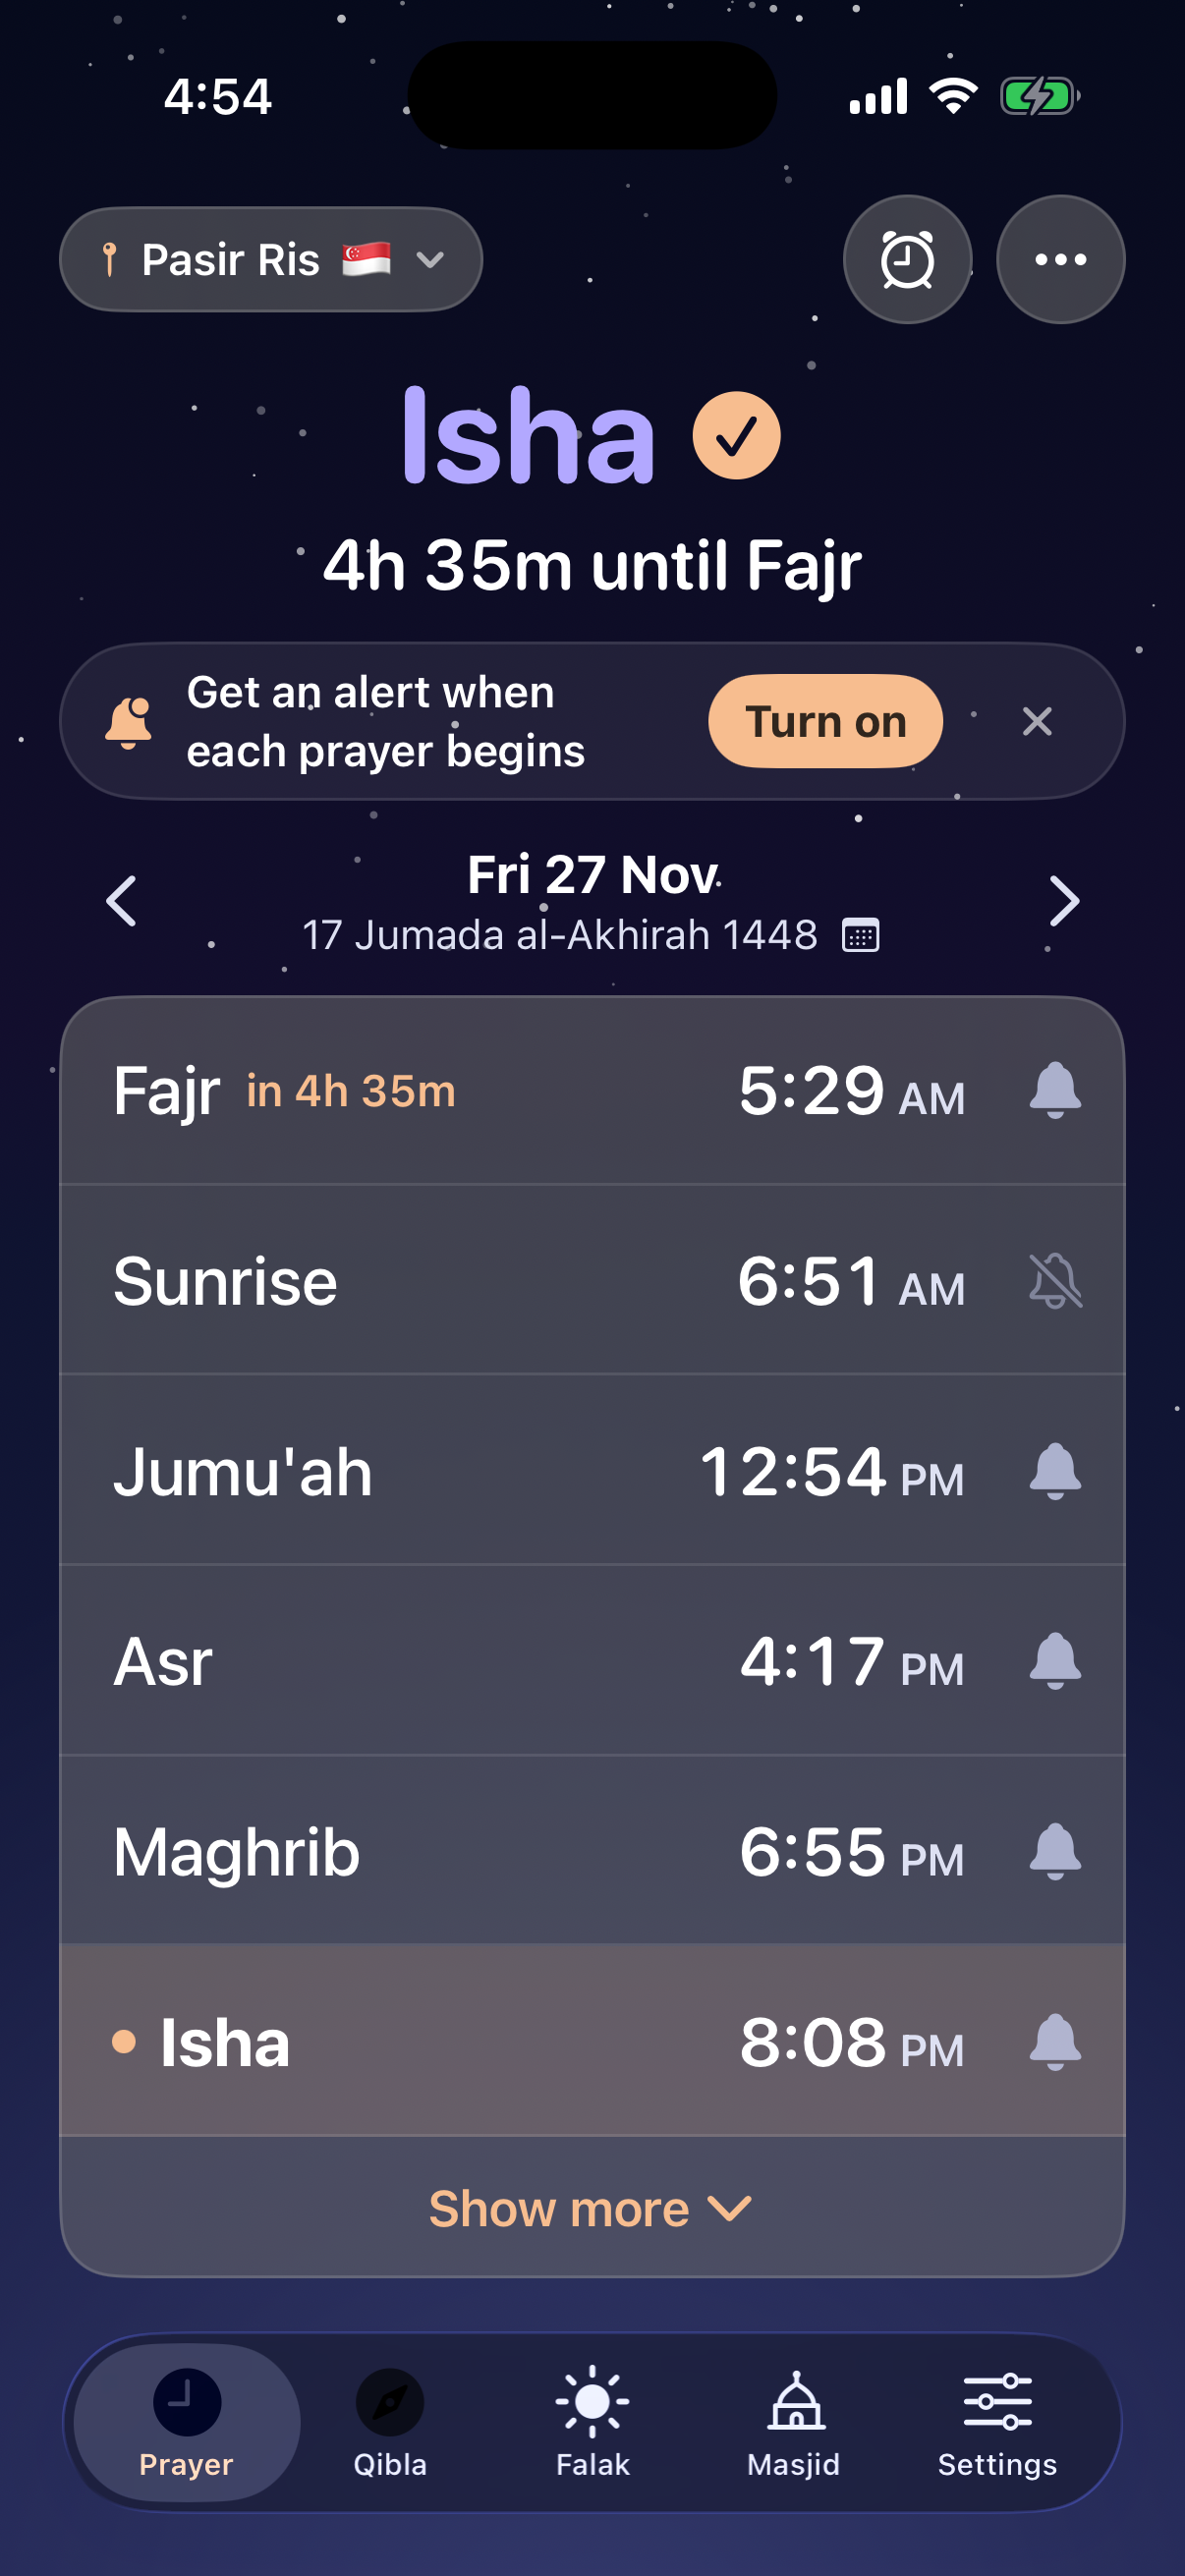 4:54
Pasir Ris 🇸🇬
Isha
4h 35m until Fajr
Get an alert when
each prayer begins
Turn on
Fri 27 Nov
17 Jumada al-Akhirah 1448
Fajr in 4h 35m 5:29 AM
Sunrise 6:51 AM
Jumu'ah 12:54 PM
Asr 4:17 PM
Maghrib 6:55 PM
Isha 8:08 PM
Show more
Prayer Qibla Falak Masjid Settings